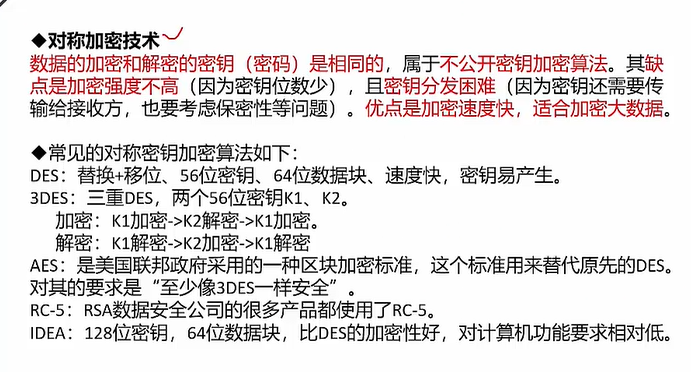 ◆对称加密技术
数据的加密和解密的密钥（密码）是相同的，属于不公开密钥加密算法。其缺
点是加密强度不高（因为密钥位数少），且密钥分发困难（因为密钥还需要传
输给接收方，也要考虑保密性等问题）。优点是加密速度快，适合加密大数据。
◆常见的对称密钥加密算法如下：
DES：替换+移位、56位密钥、64位数据块、速度快，密钥易产生。
3DES：三重DES，两个56位密钥K1、K2。
加密：K1加密->K2解密->K1加密。
解密：K1解密->K2加密->K1解密
AES：是美国联邦政府采用的一种区块加密标准，这个标准用来替代原先的DES。
对其的要求是“至少像3DES一样安全”。
RC-5：RSA数据安全公司的很多产品都使用了RC-5。
IDEA：128位密钥，64位数据块，比DES的加密性好，对计算机功能要求相对低。